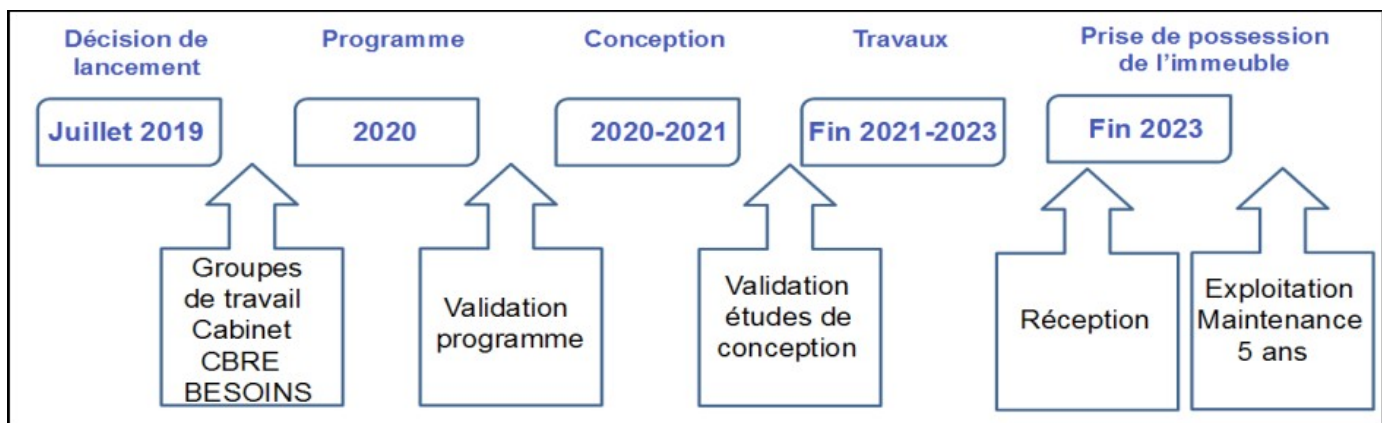 Décision de
lancement
Programme
Conception
Travaux
Prise de possession
de l'immeuble
Juillet 2019
2020
2020-2021
Fin 2021-2023
Fin 2023
Groupes
de travail
Cabinet
CBRE
BESOINS
Validation
programme
Validation
études de
conception
Réception
Exploitation
Maintenance
5 ans